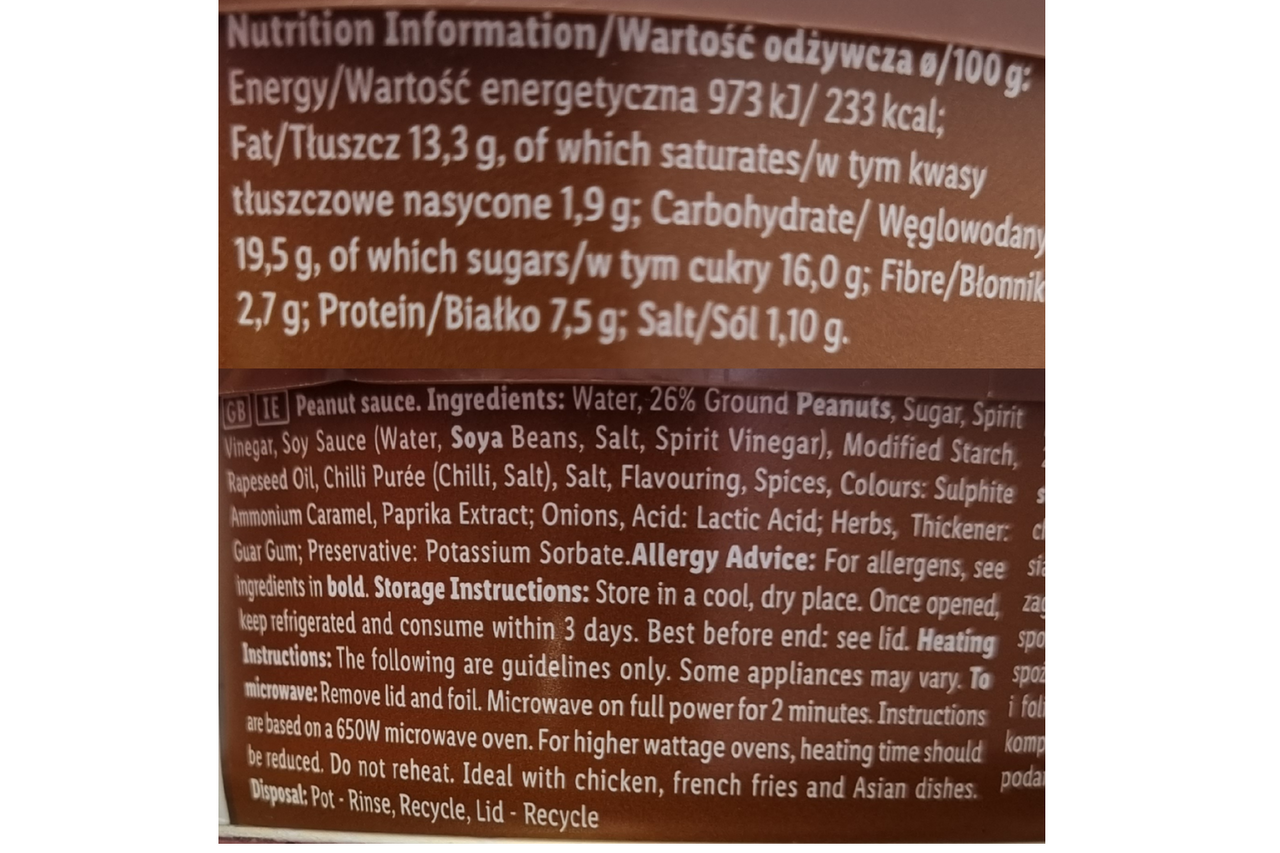 Nutrition Information/Wartość odżywcza ø/100 g:
Energy/Wartość energetyczna 973 kJ/ 233 kcal;
Fat/Tłuszcz 13,3 g, of which saturates/w tym kwasy
tłuszczowe nasycone 1,9 g; Carbohydrate/ Węglowodany
19,5 g, of which sugars/w tym cukry 16,0 g; Fibre/Błonnik
2,7 g; Protein/Białko 7,5 g; Salt/Sól 1,10 g.
GB IE Peanut sauce. Ingredients: Water, 26% Ground Peanuts, Sugar, Spirit
Vinegar, Soy Sauce (Water, Soya Beans, Salt, Spirit Vinegar), Modified Starch,
Rapeseed Oil, Chilli Purée (Chilli, Salt), Salt, Flavouring, Spices, Colours: Sulphite
Ammonium Caramel, Paprika Extract; Onions, Acid: Lactic Acid; Herbs, Thickener:
Guar Gum; Preservative: Potassium Sorbate.Allergy Advice: For allergens, see
ingredients in bold. Storage Instructions: Store in a cool, dry place. Once opened,
keep refrigerated and consume within 3 days. Best before end: see lid. Heating
Instructions: The following are guidelines only. Some appliances may vary. To
microwave: Remove lid and foil. Microwave on full power for 2 minutes. Instructions
are based on a 650W microwave oven. For higher wattage ovens, heating time should
be reduced. Do not reheat. Ideal with chicken, french fries and Asian dishes.
Disposal: Pot - Rinse, Recycle, Lid - Recycle